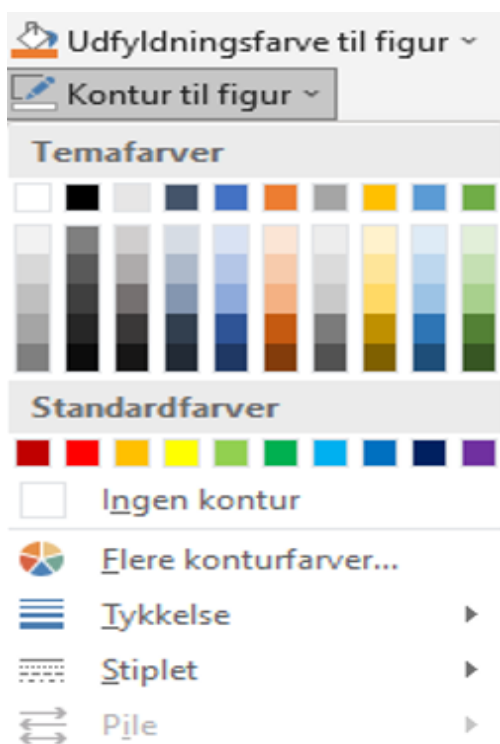 Udfyldningsfarve til figur
Kontur til figur
Temafarver
Standardfarver
Ingen kontur
Flere konturfarver...
Tykkelse
Stiplet
Pile